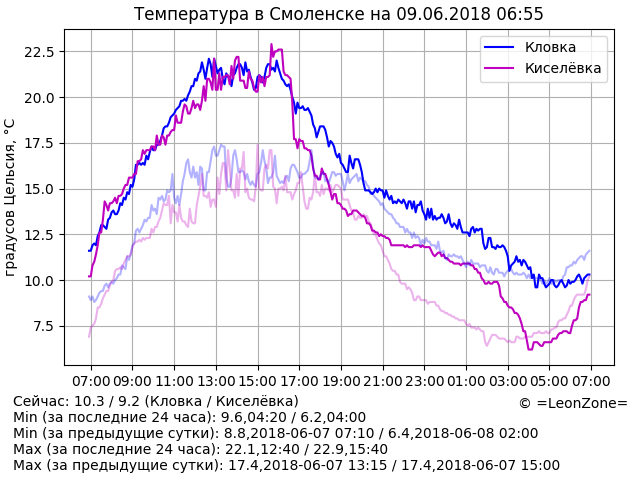 Температура в Смоленске на 09.06.2018 06:55
градусов Цельсия, °C
22.5
20.0
17.5
15.0
12.5
10.0
7.5
Кловка
Киселёвка
07:00 09:00 11:00 13:00 15:00 17:00 19:00 21:00 23:00 01:00 03:00 05:00 07:00
Сейчас: 10.3 / 9.2 (Кловка / Киселёвка)
© =LeonZone=
Min (за последние 24 часа): 9.6,04:20 / 6.2,04:00
Min (за предыдущие сутки): 8.8,2018-06-07 07:10 / 6.4,2018-06-08 02:00
Max (за последние 24 часа): 22.1,12:40 / 22.9,15:40
Max (за предыдущие сутки): 17.4,2018-06-07 13:15 / 17.4,2018-06-07 15:00